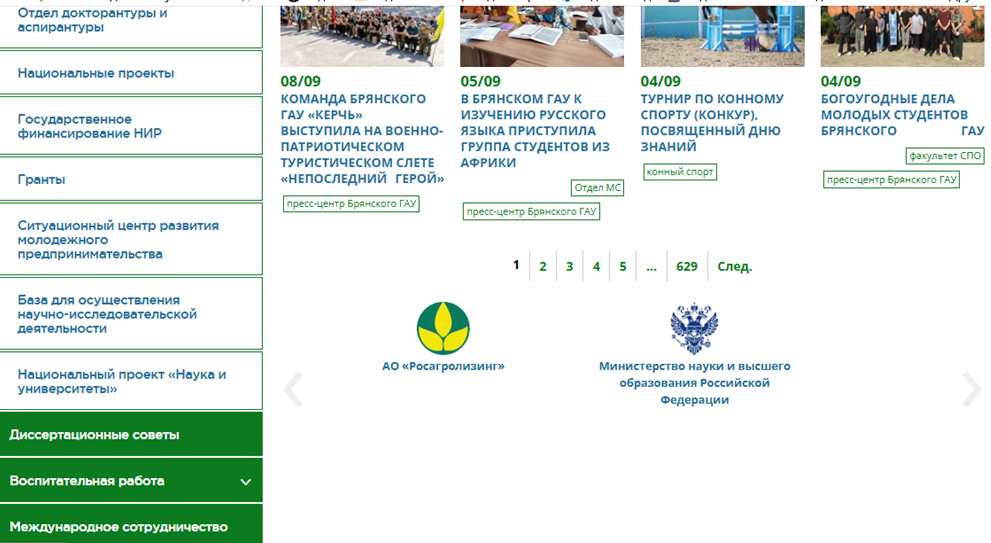 Отдел докторантуры и
аспирантуры
Национальные проекты
Государственное
финансирование НИР
Гранты
Ситуационный центр развития
молодежного
предпринимательства
База для осуществления
научно-исследовательской
деятельности
Национальный проект «Наука и
университеты»
Диссертационные советы
Воспитательная работа
Международное сотрудничество
08/09
КОМАНДА БРЯНСКОГО
ГАУ «КЕРЧЬ»
ВЫСТУПИЛА НА ВОЕННО-
ПАТРИОТИЧЕСКОМ
ТУРИСТИЧЕСКОМ СЛЕТЕ
«НЕПОСЛЕДНИЙ ГЕРОЙ»
пресс-центр Брянского ГАУ
05/09
В БРЯНСКОМ ГАУ К
ИЗУЧЕНИЮ РУССКОГО
ЯЗЫКА ПРИСТУПИЛА
ГРУППА СТУДЕНТОВ ИЗ
АФРИКИ
Отдел МС
пресс-центр Брянского ГАУ
04/09
ТУРНИР ПО КОННОМУ
СПОРТУ (КОНКУР),
ПОСВЯЩЕННЫЙ ДНЮ
ЗНАНИЙ
конный спорт
04/09
БОГОУГОДНЫЕ ДЕЛА
МОЛОДЫХ СТУДЕНТОВ
БРЯНСКОГО ГАУ
факультет СПО
пресс-центр Брянского ГАУ
1 2 3 4 5 ... 629 След.
АО «Росагролизинг»
Министерство науки и высшего
образования Российской
Федерации